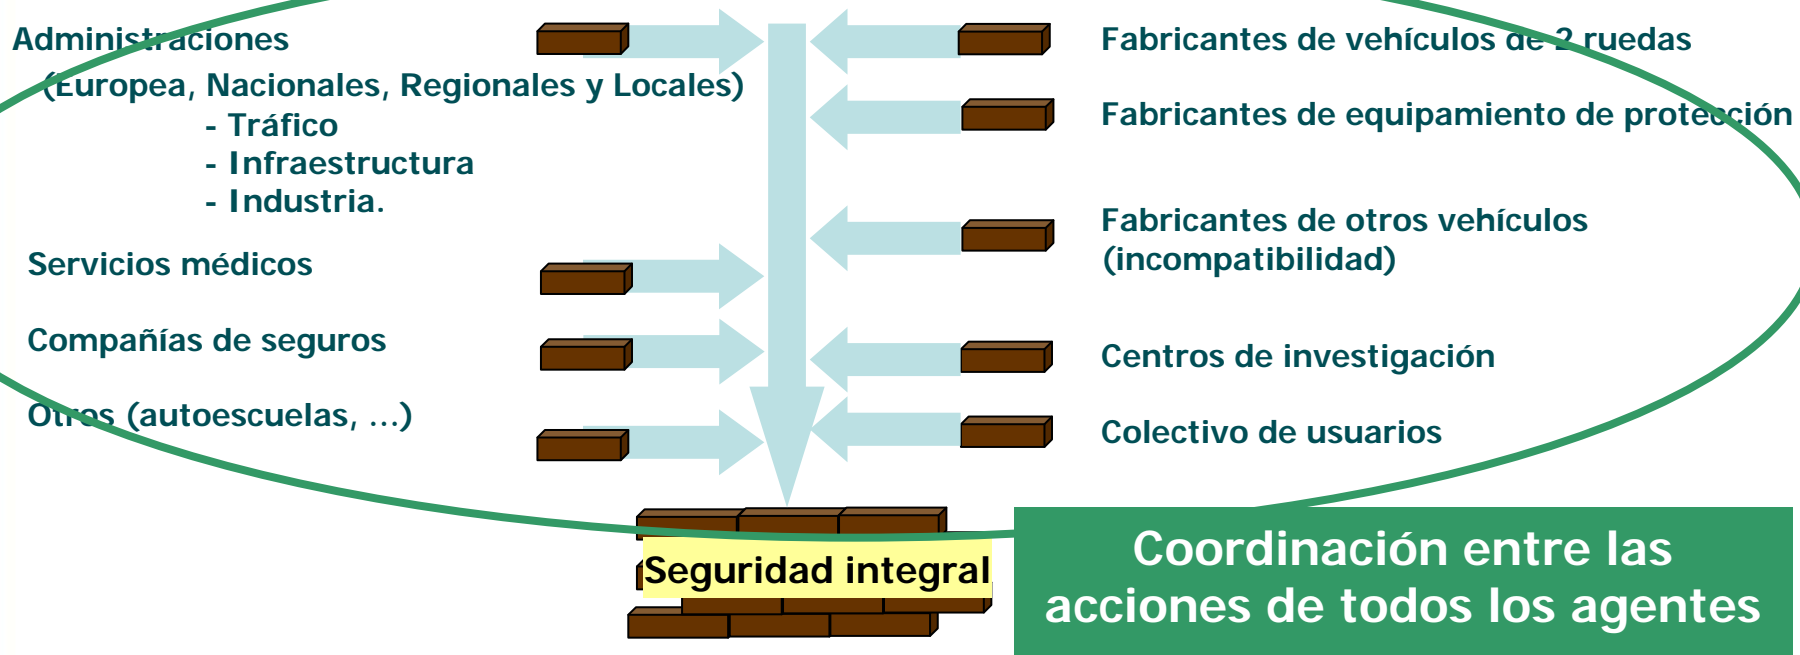 Administraciones
(Europea, Nacionales, Regionales y Locales)
- Tráfico
- Infraestructura
- Industria.
Servicios médicos
Compañías de seguros
Otros (autoescuelas, ...)
Fabricantes de vehículos de 2 ruedas
Fabricantes de equipamiento de protección
Fabricantes de otros vehículos
(incompatibilidad)
Centros de investigación
Colectivo de usuarios
Seguridad integral
Coordinación entre las
acciones de todos los agentes